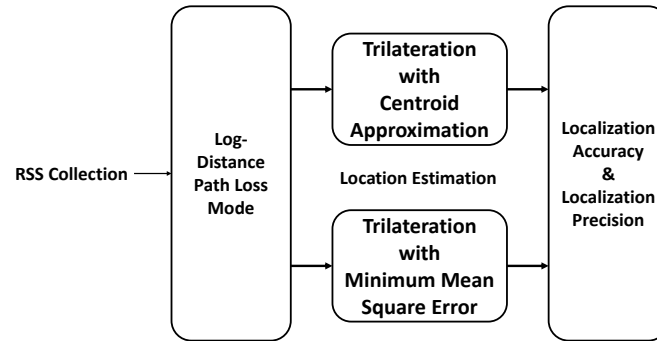 RSS Collection
Log-
Distance
Path Loss
Mode
Trilateration
with
Centroid
Approximation
Location Estimation
Trilateration
with
Minimum Mean
Square Error
Localization
Accuracy
&
Localization
Precision